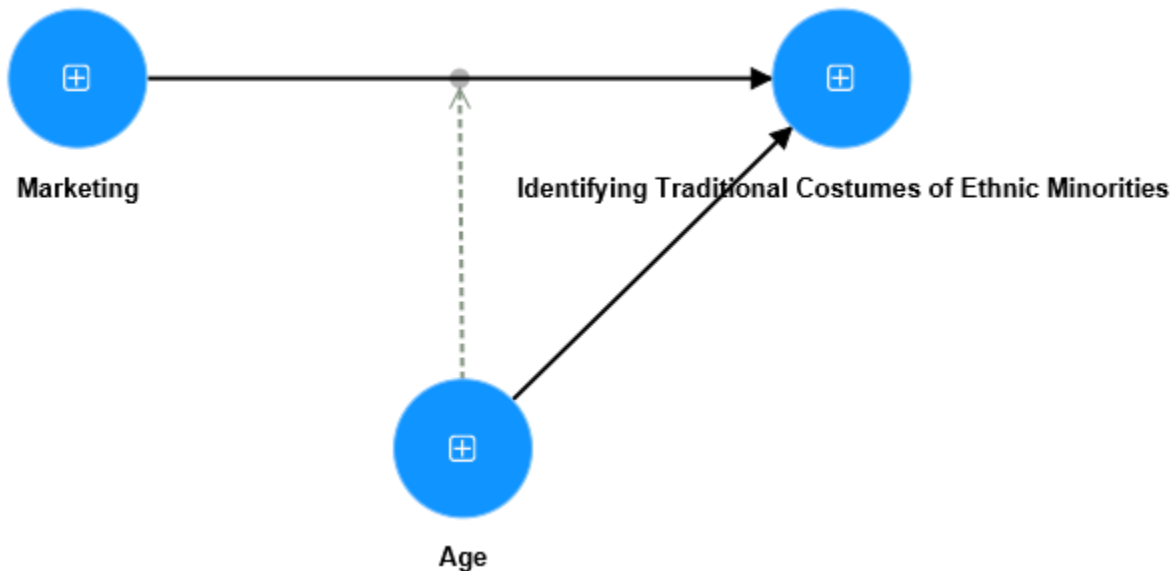 Marketing
Identifying Traditional Costumes of Ethnic Minorities
Age